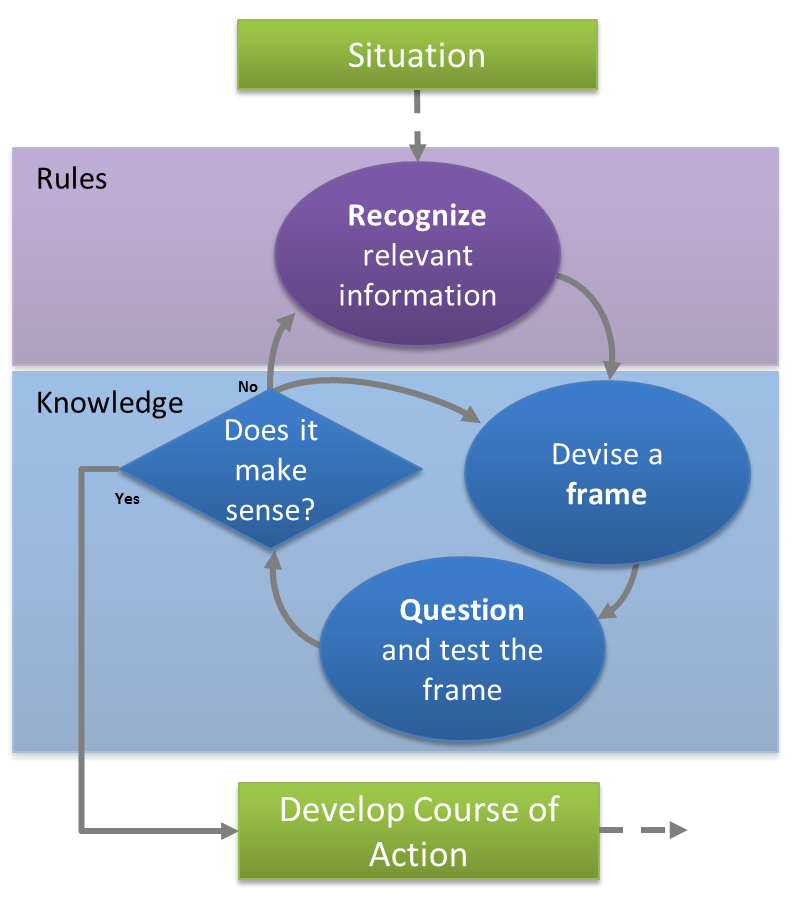 Situation
Rules
Recognize
relevant
information
No
Knowledge
Does it
make
sense?
Devise a
frame
Yes
Question
and test the
frame
Develop Course of
Action